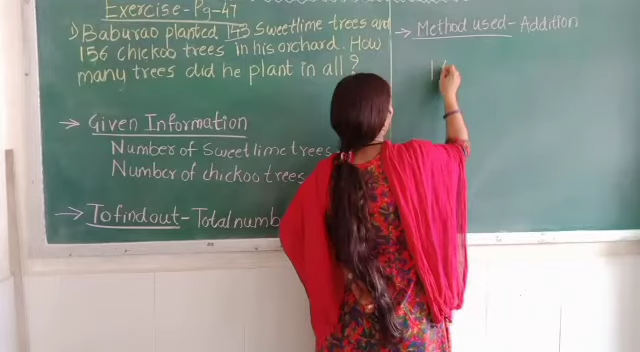 Exercise - Pg-47
1) Baburao planted 143 sweetlime trees and
156 chickoo trees in his orchard. How
many trees did he plant in all?
→ Given Information
Number of sweetlime trees
Number of chickoo trees
→ To find out - Total numb
→ Method used - Addition
1